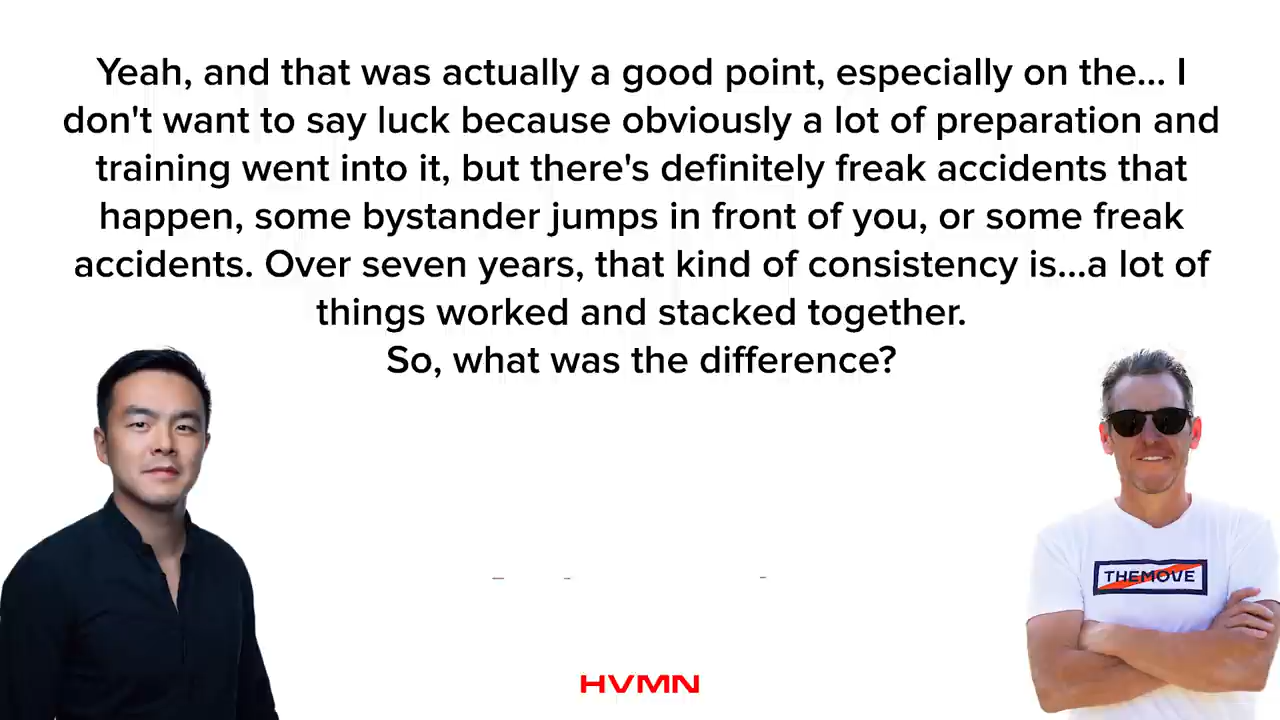 Yeah, and that was actually a good point, especially on the... I
don't want to say luck because obviously a lot of preparation and
training went into it, but there's definitely freak accidents that
happen, some bystander jumps in front of you, or some freak
accidents. Over seven years, that kind of consistency is...a lot of
things worked and stacked together.
So, what was the difference?
THEMOVE
HVMN